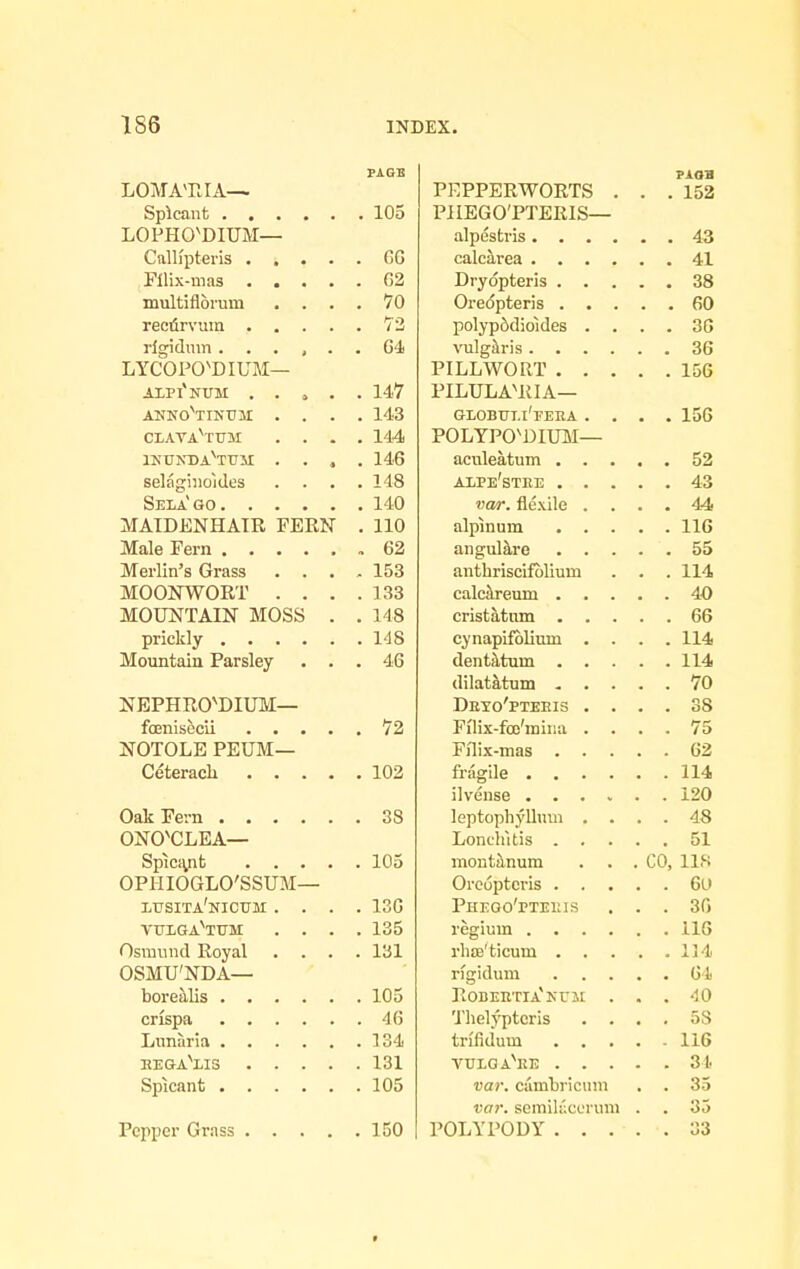 186 INDEX.
PAGE
LOMA'RIA—
Spìcant . . . . . . 105
LOPHO'DIUM—
Callípteris . . . . . 66
Fílix-mas . . . . . 62
multiflòrum . . . . 70
recúrvum . . . . . 72
rígidum . . . . . . 64
LYCOPO'DIUM—
ALPI'NUM . . . . . 147
ANNO'TINUM . . . . 143
CLAVA'TUM . . . . 144
INUNDA'TUM . . . . 146
seláginoìdes . . . . 148
SELA'GO . . . . . . 140
MAIDENHAIR FERN . 110
Male Fern . . . . . . 62
Merlin's Grass . . . . 153
MOONWORT . . . . 133
MOUNTAIN MOSS . . 148
prickly . . . . . . 148
Mountain Parsley . . . 46
NEPHRO'DIUM—
fœnisècii . . . . . 72
NOTOLE PEUM—
Céterach . . . . . 102
Oak Fern . . . . . . 38
ONO'CLEA—
Spìcant . . . . . 105
OPHIOGLO'SSUM—
LUSITA'NICUM . . . . 136
VULGA'TUM . . . . 135
Osmund Royal . . . . 131
OSMU'NDA—
boreàlis . . . . . . 105
críspa . . . . . . 46
Lunària . . . . . . 134
REGA'LIS . . . . . 131
Spìcant . . . . . . 105
Pepper Grass . . . . . 150
PAGE
PEPPERWORTS . . . 152
PHEGO'PTERIS—
alpéstris . . . . . . 43
calcàrea . . . . . . 41
Dryópteris . . . . . 38
Oreópteris . . . . . 60
polypòdioìdes . . . . 36
vulgàris . . . . . . 36
PILLWORT . . . . . 156
PILULA'RIA—
GLOBULI'FERA . . . . 156
POLYPO'DIUM—
aculeàtum . . . . . 52
ALPE'STRE . . . . . 43
var. fléxile . . . . 44
alpìnum . . . . . 116
angulàre . . . . . 55
anthriscifòlium . . . 114
calcàreum . . . . . 40
cristàtum . . . . . 66
cynapifòlium . . . . 114
dentàtum . . . . . 114
dilatàtum . . . . . 70
DRYO'PTERIS . . . . 38
Fílix-fœ'mina . . . . 75
Fílix-mas . . . . . 62
frágile . . . . . . 114
ilvénse . . . . . . 120
leptophýllum . . . . 48
Lonchìtis . . . . . 51
montànum . . . 60, 118
Oreópteris . . . . . 60
PHEGO'PTERIS . . . 36
règium . . . . . . 116
rhæ'ticum . . . . . 114
rígidum . . . . . 64
ROBERTIA'NUM . . . 40
Thelýpteris . . . . 58
trífidum . . . . . 116
VULGA'RE . . . . . 34
var. cámbricum . . 35
var. semilácerum . . 35
POLYPODY . . . . . 33